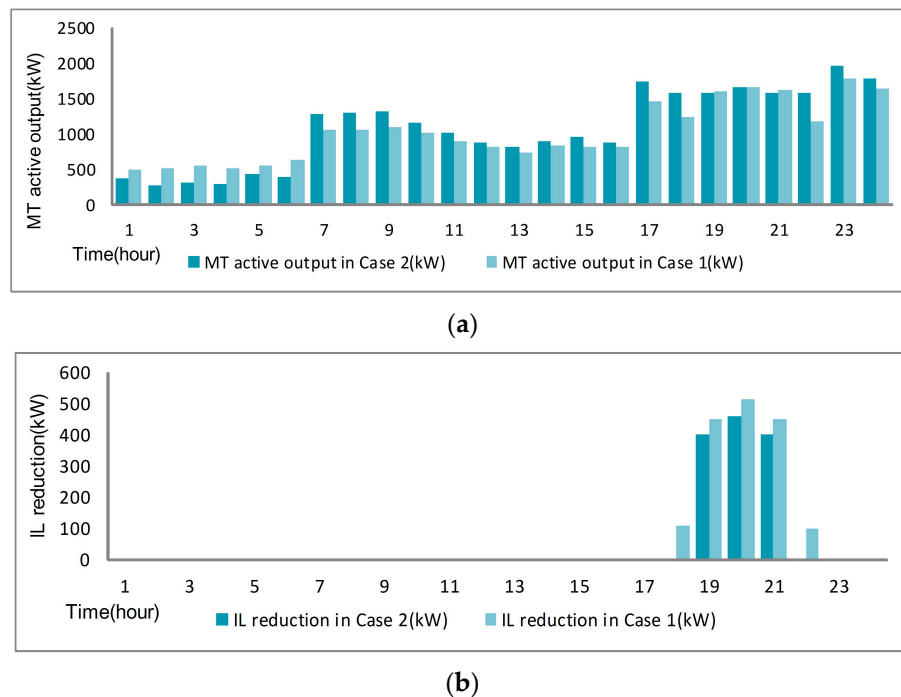 2500
2000
1500
1000
500
0
MT active output(kW)
1 3 5 7 9 11 13 15 17 19 21 23
Time(hour)
MT active output in Case 2(kW) MT active output in Case 1(kW)
(a)
600
500
400
300
200
100
0
IL reduction(kW)
1 3 5 7 9 11 13 15 17 19 21 23
Time(hour)
IL reduction in Case 2(kW) IL reduction in Case 1(kW)
(b)